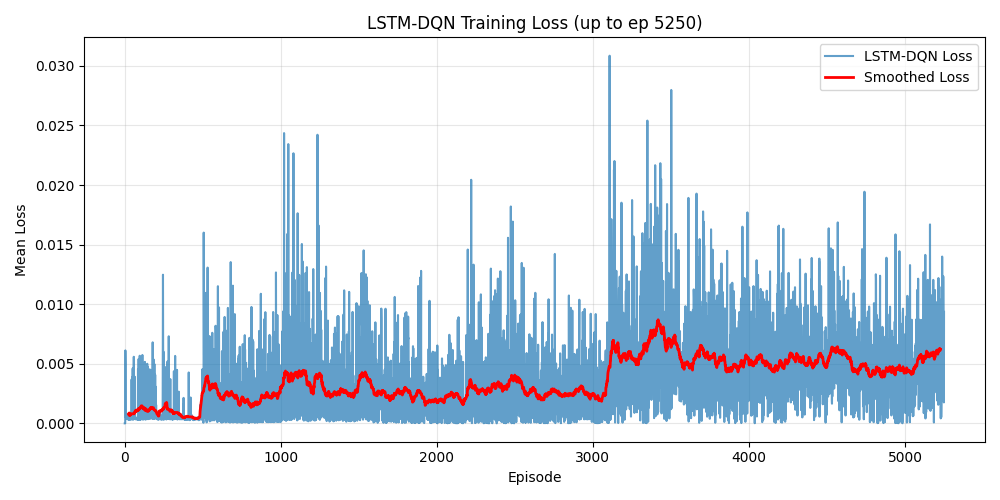 LSTM-DQN Training Loss (up to ep 5250)
LSTM-DQN Loss
Smoothed Loss
Mean Loss
0.030
0.025
0.020
0.015
0.010
0.005
0.000
0 1000 2000 3000 4000 5000
Episode